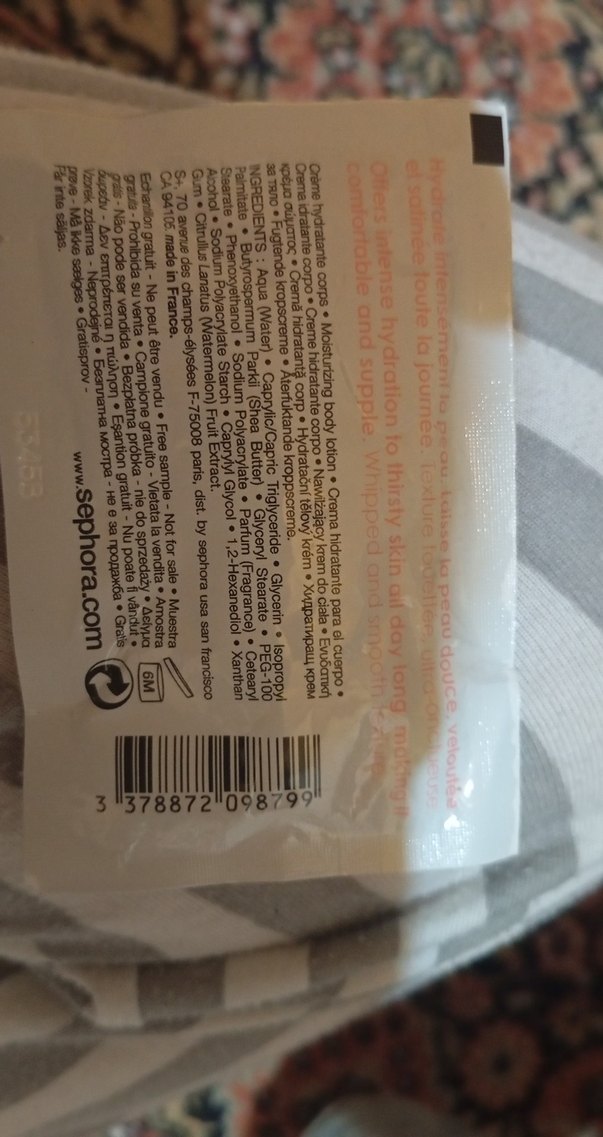 Hydrate intensément la peau, laisse la peau douce, veloutée
et satinée toute la journée.
Offers intense hydration to thirsty skin all day long, making it
comfortable and supple. Whipped and smooth texture.
Crème hydratante corps • Moisturizing body lotion • Crema hidratante para el cuerpo •
Crema idratante corpo • Creme hidratante corpo • Nawilżający krem do ciała • Ενυδατική
κρέμα σώματος • Cremă hidratantă corp • Hydratační tělový krém • Хидратиращ крем
за тяло • Fugtende kropscreme • Återfuktande kroppscreme.
INGREDIENTS : Aqua (Water) • Caprylic/Capric Triglyceride • Glycerin • Isopropyl
Palmitate • Butyrospermum Parkii (Shea Butter) • Glyceryl Stearate • PEG-100
Stearate • Phenoxyethanol • Sodium Polyacrylate • Parfum (Fragrance) • Cetearyl
Alcohol • Sodium Polyacrylate Starch • Caprylyl Glycol • 1,2-Hexanediol • Xanthan
Gum • Citrullus Lanatus (Watermelon) Fruit Extract.
S+, 70 avenue des champs-élysées F-75008 paris, dist. by sephora usa san francisco
CA 94105. made in France.
Echantillon gratuit - Ne peut être vendu • Free sample - Not for sale • Muestra
gratuita - Prohibida su venta • Campione gratuito - Vietata la vendita • Amostra
grátis - Não pode ser vendida • Bezpłatna próbka - nie do sprzedaży • Δείγμα
δωρεάν - Δεν επιτρέπεται η πώληση • Eşantion gratuit - Nu poate fi vândut •
Vzorek zdarma - Neprodejné • Безплатна мостра - не е за продажба • Gratis
prøve - Må ikke sælges • Gratisprov -
Får inte säljas.
www.sephora.com
6M
3 378872 098799